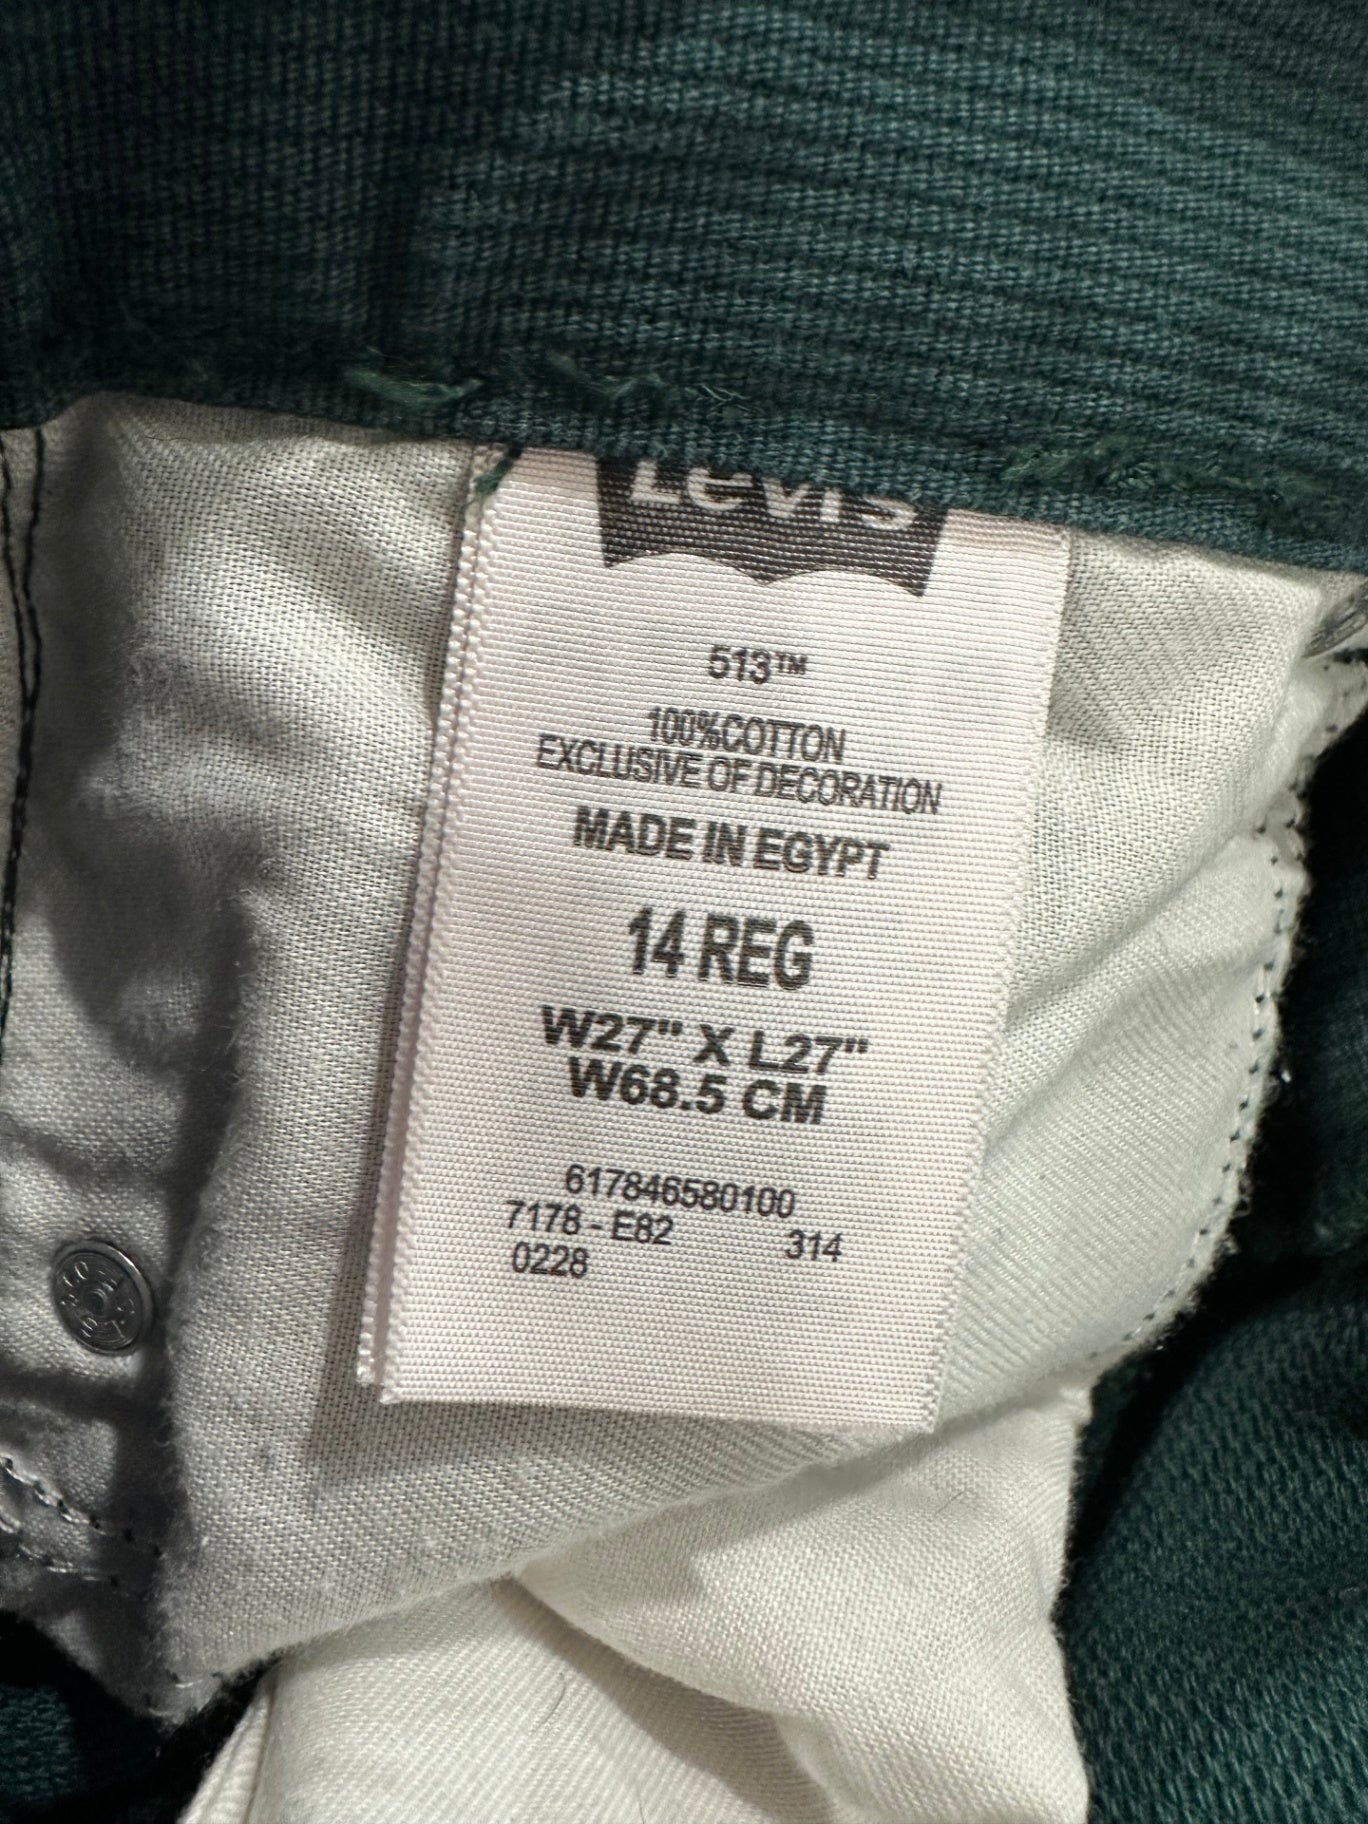 Levi's
513™
100%COTTON
EXCLUSIVE OF DECORATION
MADE IN EGYPT
14 REG
W27" X L27"
W68.5 CM
617846580100
7178 - E82 314
0228